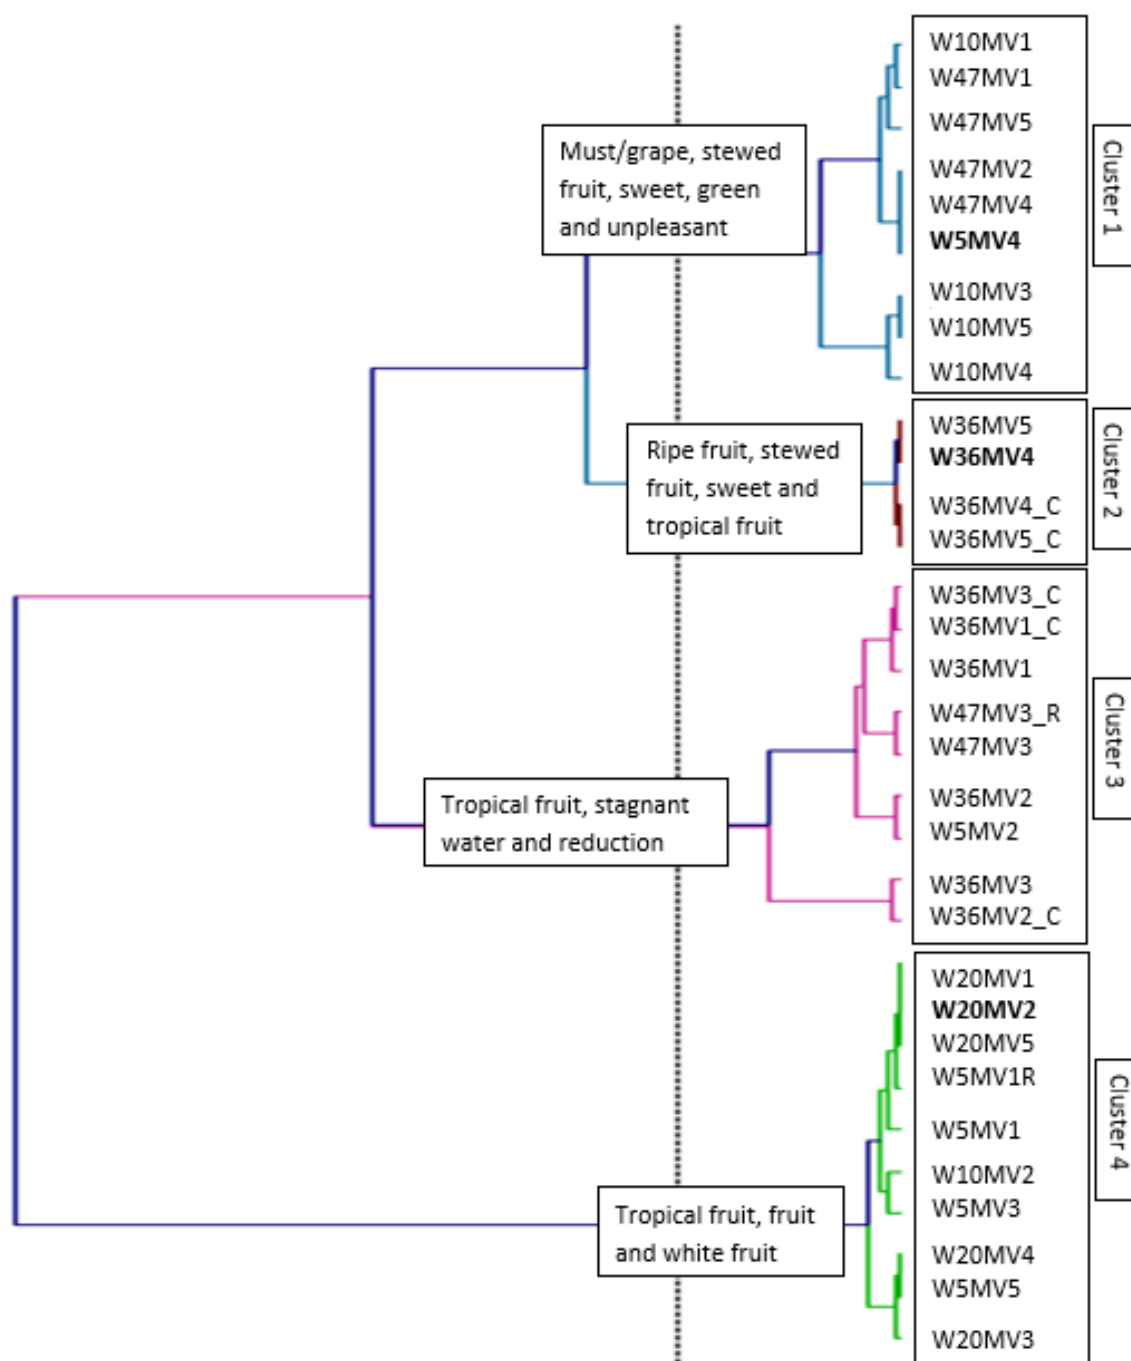 W10MV1
W47MV1
W47MV5
W47MV2
W47MV4
W5MV4
W10MV3
W10MV5
W10MV4
Cluster 1
Must/grape, stewed
fruit, sweet, green
and unpleasant
W36MV5
W36MV4
W36MV4_C
W36MV5_C
Cluster 2
Ripe fruit, stewed
fruit, sweet and
tropical fruit
W36MV3_C
W36MV1_C
W36MV1
W47MV3_R
W47MV3
W36MV2
W5MV2
W36MV3
W36MV2_C
Cluster 3
Tropical fruit, stagnant
water and reduction
W20MV1
W20MV2
W20MV5
W5MV1R
W5MV1
W10MV2
W5MV3
W20MV4
W5MV5
W20MV3
Cluster 4
Tropical fruit, fruit
and white fruit